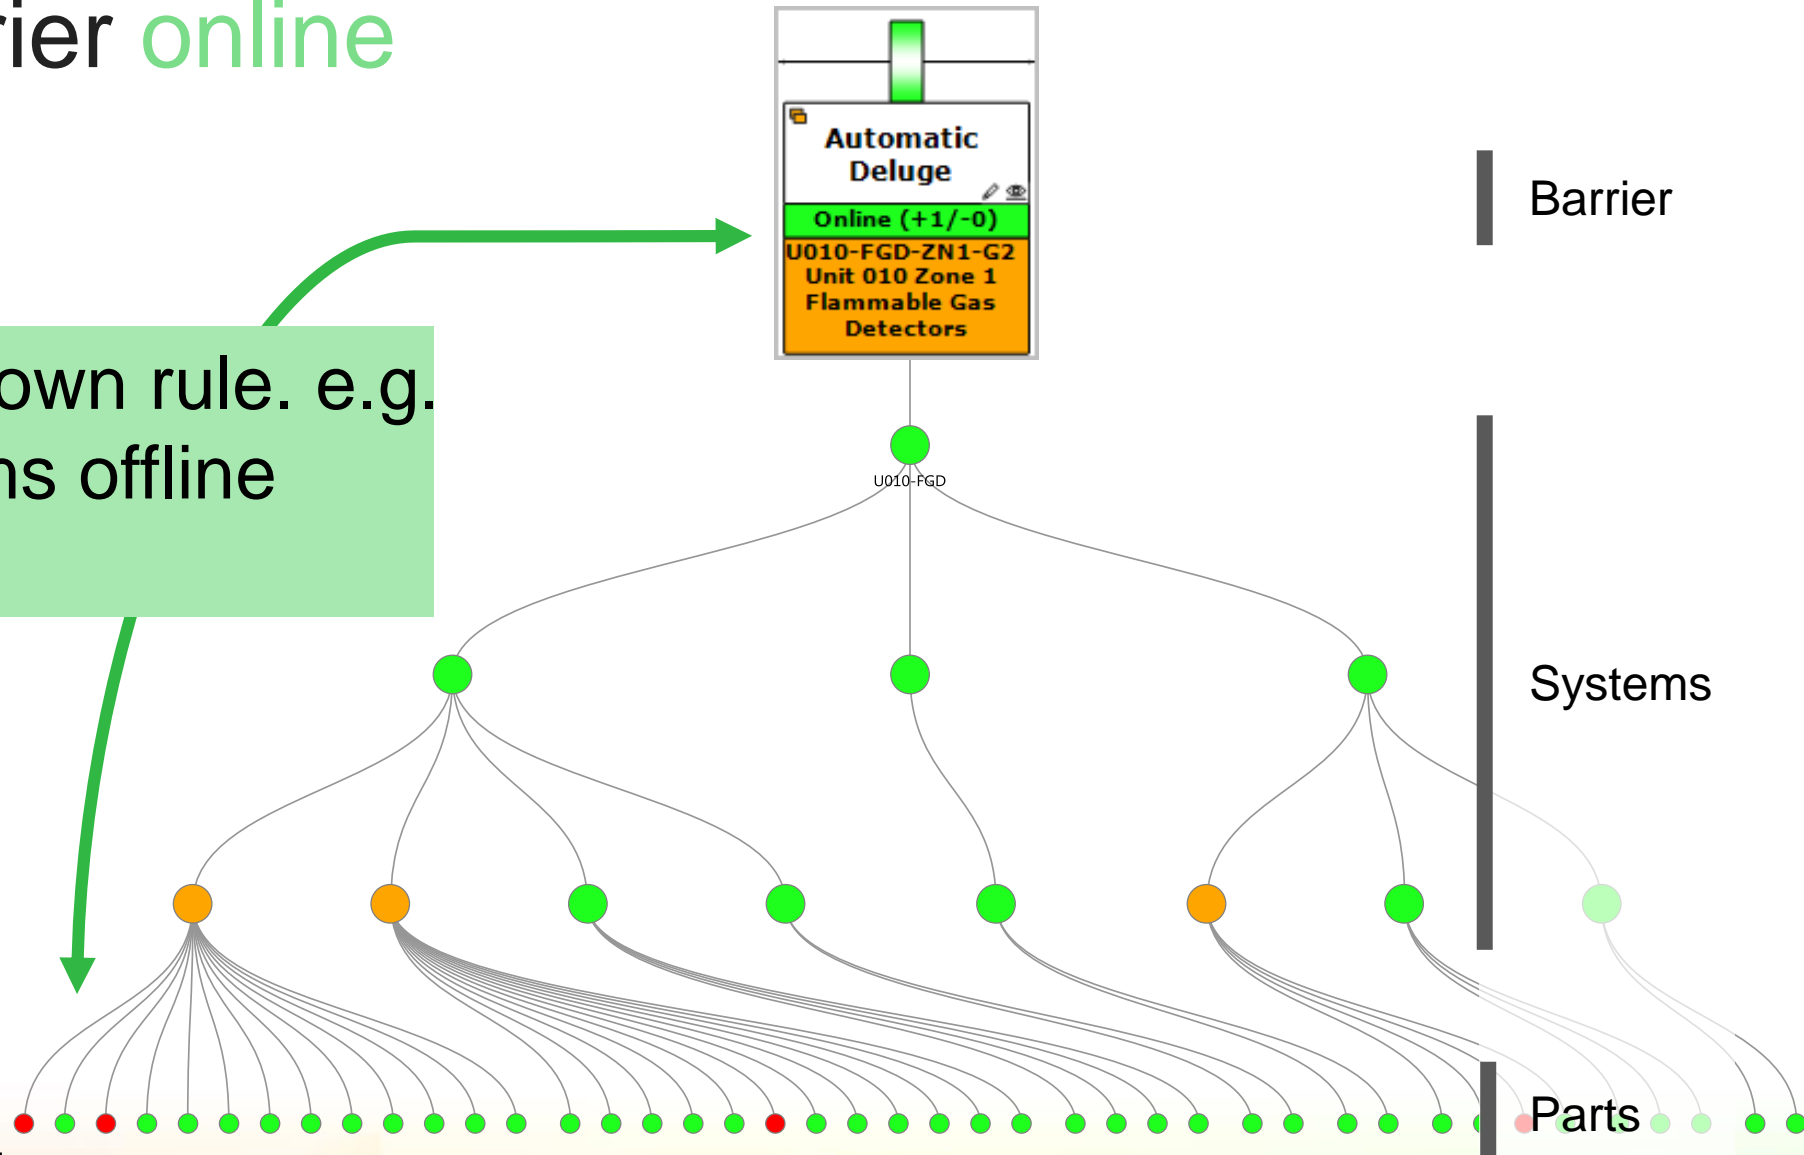 rier online
Automatic
Deluge
Online (+1/-0)
U010-FGD-ZN1-G2
Unit 010 Zone 1
Flammable Gas
Detectors
Barrier
own rule. e.g.
ns offline
U010-FGD
Systems
Parts